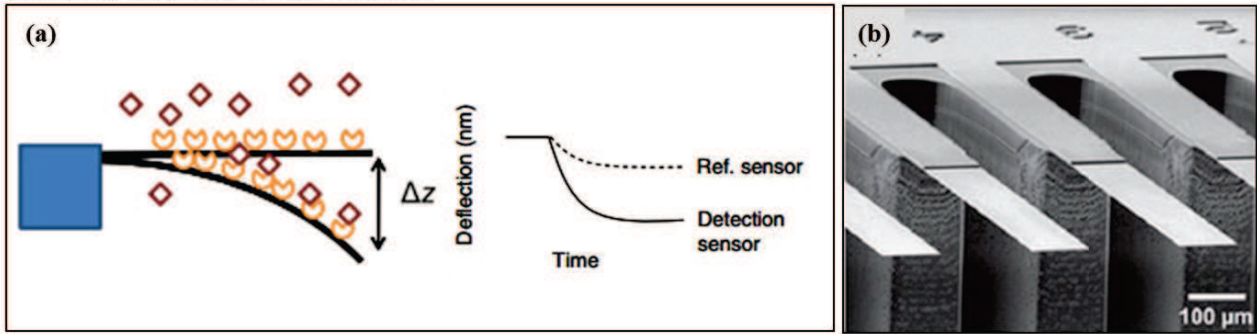 (a)
Δz
Deflection (nm)
Time
Ref. sensor
Detection
sensor
(b)
100 µm